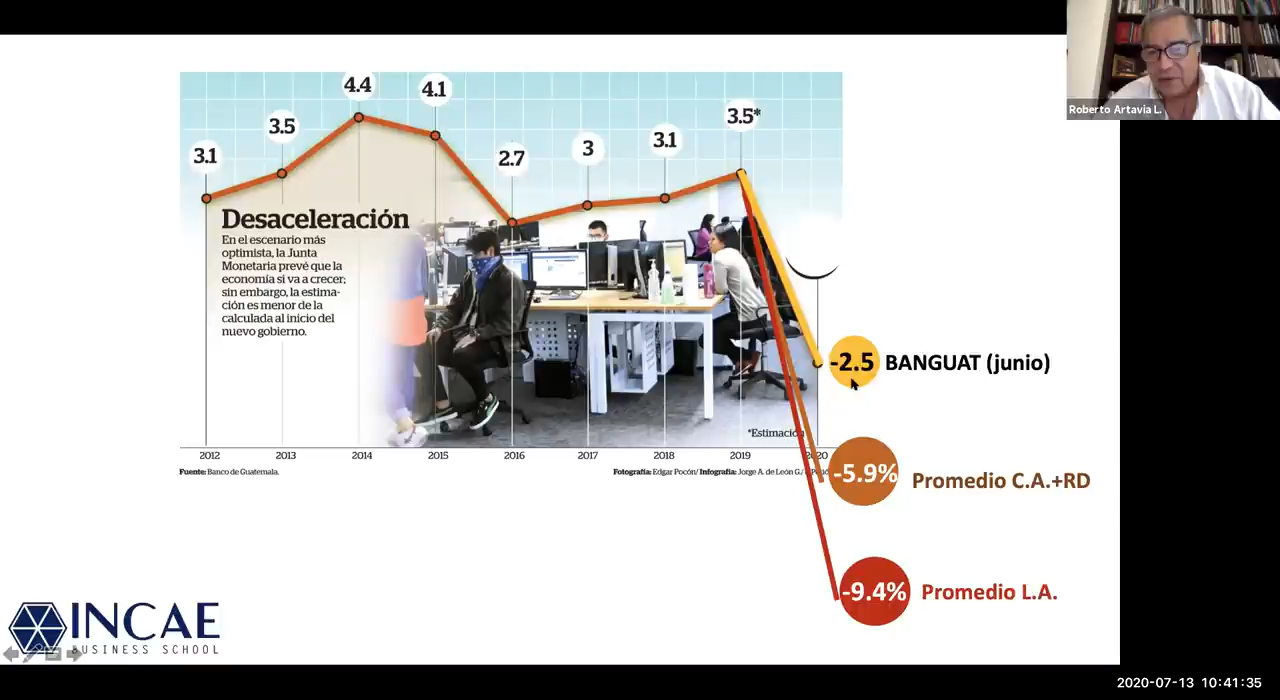 Roberto Artavia L.
3.1
3.5
4.4
4.1
2.7
3
3.1
3.5*
Desaceleración
En el escenario más
optimista, la Junta
Monetaria prevé que la
economía si va a crecer;
sin embargo, la estima-
ción es menor de la
calculada al inicio del
nuevo gobierno.
-2.5 BANGUAT (junio)
*Estimación
2012 2013 2014 2015 2016 2017 2018 2019 2020
Fuente: Banco de Guatemala.
Fotografía: Edgar Pocón/ Infografía: Jorge A. de León G./
-5.9% Promedio C.A.+RD
-9.4% Promedio L.A.
INCAE
BUSINESS SCHOOL
2020-07-13 10:41:35